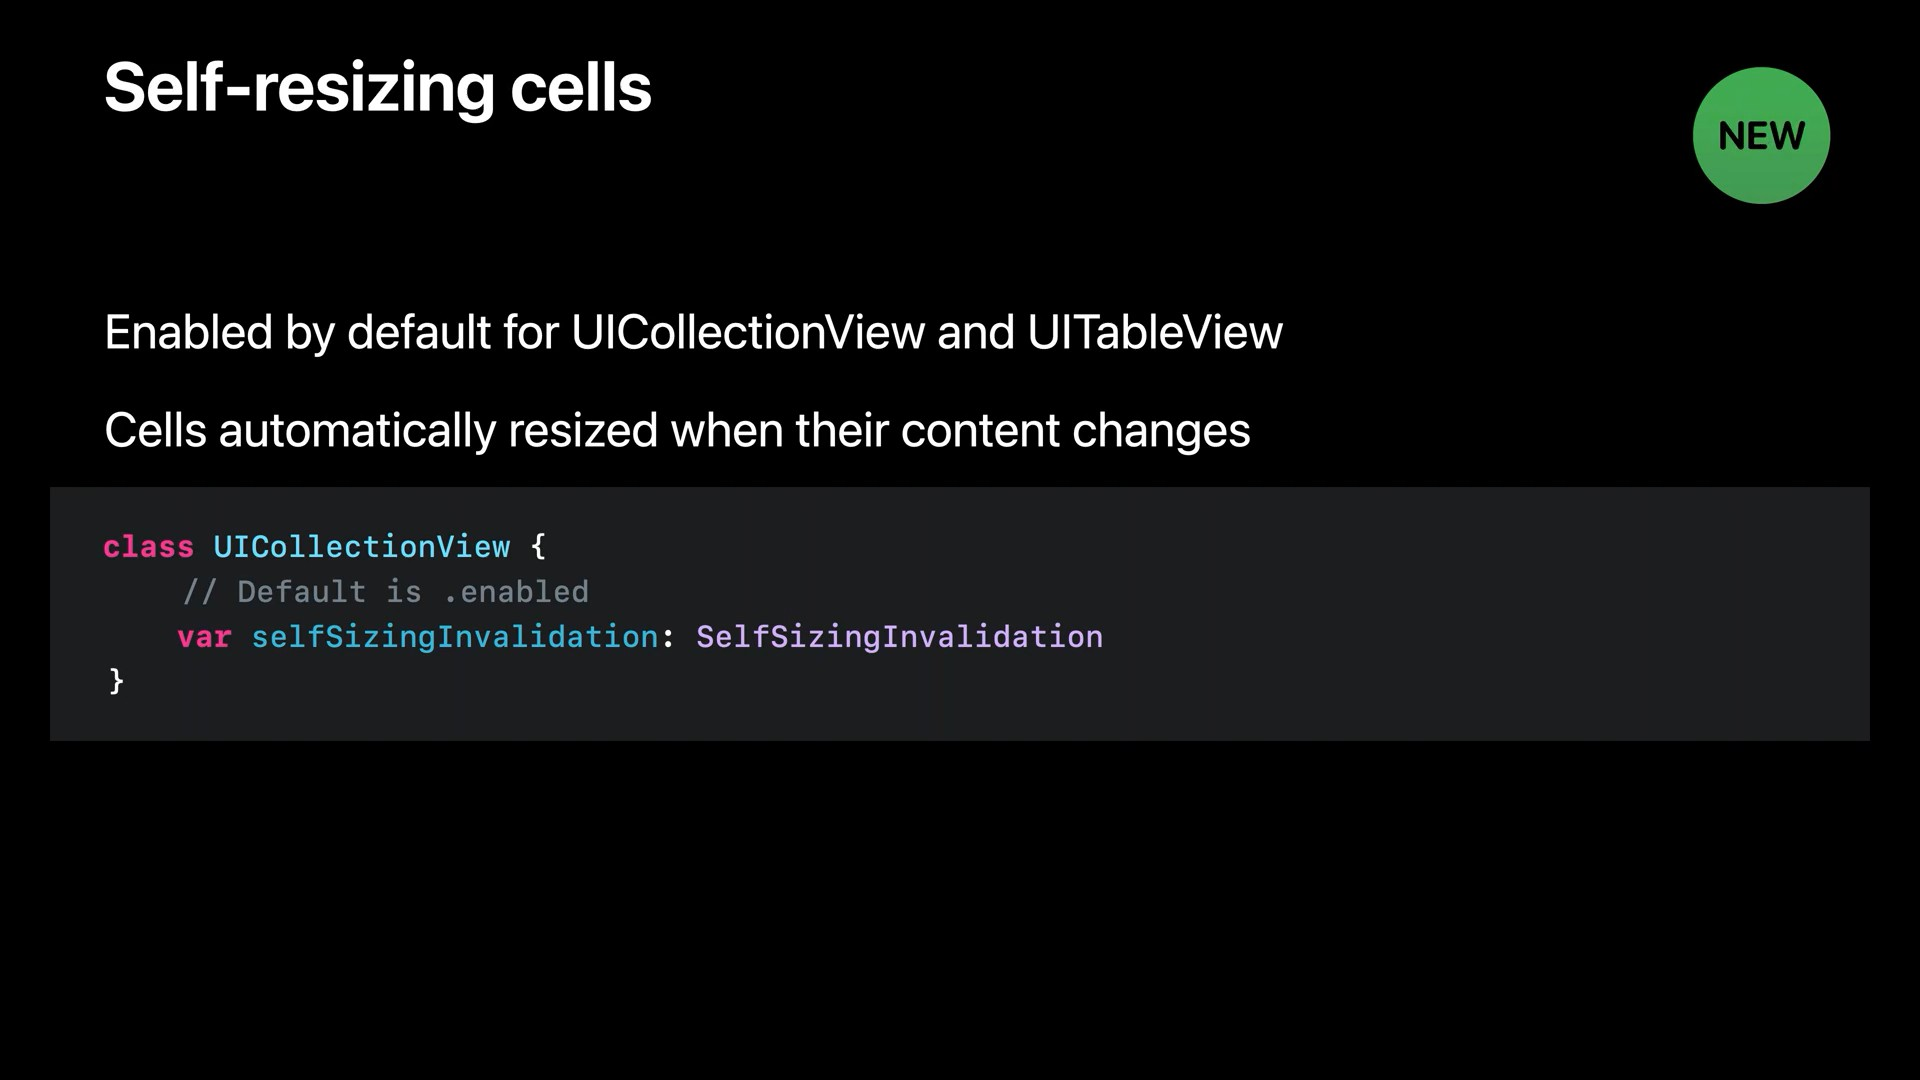 Self-resizing cells
NEW
Enabled by default for UICollectionView and UITableView
Cells automatically resized when their content changes
class UICollectionView {
    // Default is .enabled
    var selfSizingInvalidation: SelfSizingInvalidation
}